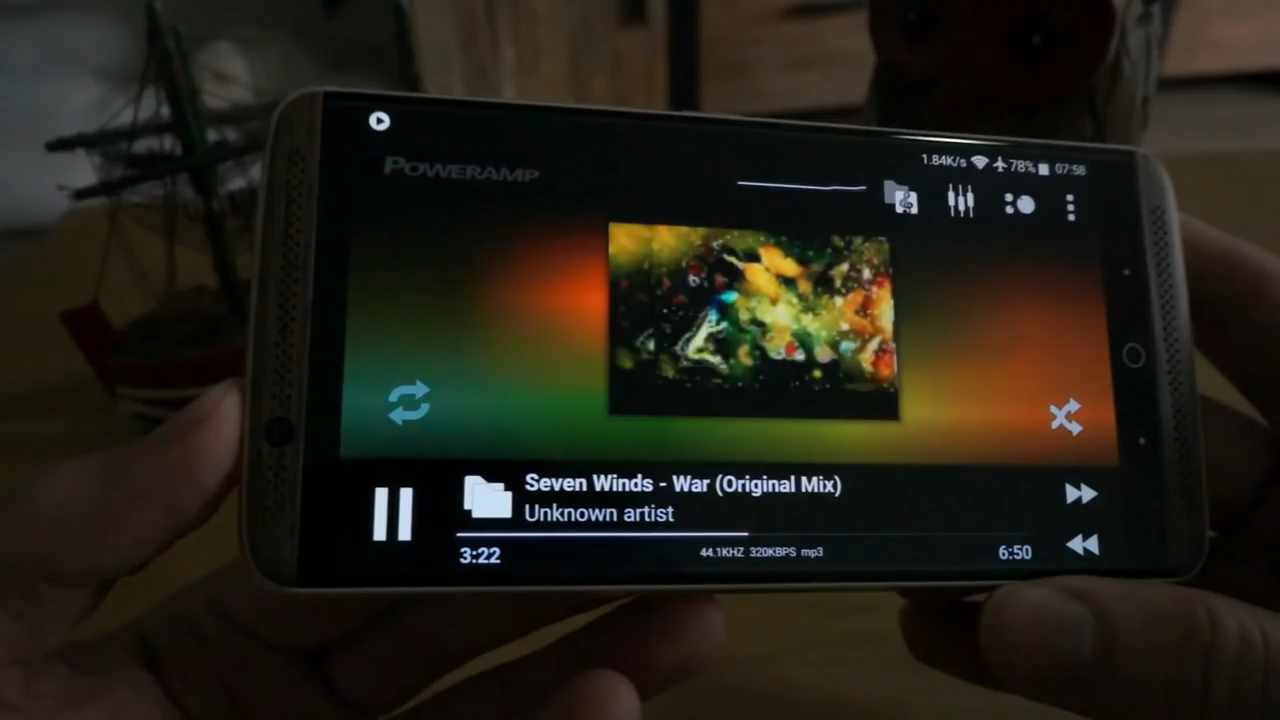 1.84K/s 78% 07:58
POWERAMP
Seven Winds - War (Original Mix)
Unknown artist
3:22 44.1KHZ 320KBPS mp3 6:50